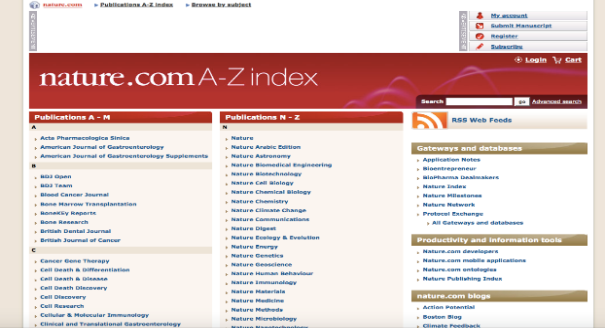 nature.com
Publications A-Z index
Browse by subject
My account
Submit Manuscript
Register
Subscribe
Login
Cart
nature.com A-Z index
Search
go
Advanced search
Publications A - M
A
Acta Pharmacologica Sinica
American Journal of Gastroenterology
American Journal of Gastroenterology Supplements
B
BDJ Open
BDJ Team
Blood Cancer Journal
Bone Marrow Transplantation
BoneKEy Reports
Bone Research
British Dental Journal
British Journal of Cancer
C
Cancer Gene Therapy
Cell Death & Differentiation
Cell Death & Disease
Cell Death Discovery
Cell Discovery
Cell Research
Cellular & Molecular Immunology
Clinical and Translational Gastroenterology
Publications N - Z
N
Nature
Nature Arabic Edition
Nature Astronomy
Nature Biomedical Engineering
Nature Biotechnology
Nature Cell Biology
Nature Chemical Biology
Nature Chemistry
Nature Climate Change
Nature Communications
Nature Digest
Nature Ecology & Evolution
Nature Energy
Nature Genetics
Nature Geoscience
Nature Human Behaviour
Nature Immunology
Nature Materials
Nature Medicine
Nature Methods
Nature Microbiology
Nature Nanotechnology
RSS Web Feeds
Gateways and databases
Application Notes
Bioentrepreneur
BioPharma Dealmakers
Nature Index
Nature Milestones
Nature Network
Protocol Exchange
All Gateways and databases
Productivity and information tools
Nature.com developers
Nature.com mobile applications
Nature.com ontologies
Nature Publishing Index
nature.com blogs
Action Potential
Boston Blog
Climate Feedback